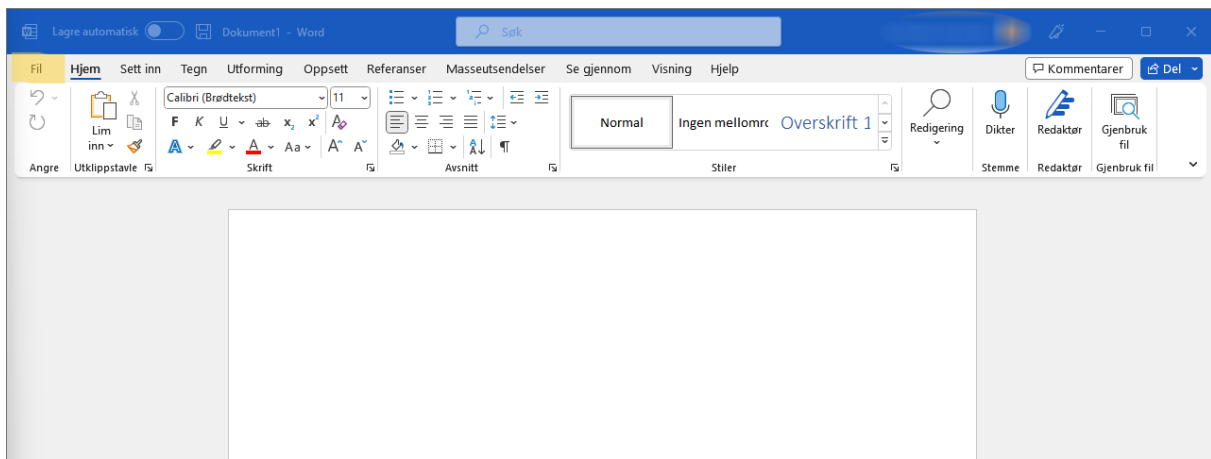 Lagre automatisk Dokument1 - Word Søk
Fil Hjem Sett inn Tegn Utforming Oppsett Referanser Masseutsendelser Se gjennom Visning Hjelp Kommentarer Del
Calibri (Brødtekst) 11
Lim inn
F K U ab x₂ x² A
A A Aa A^ A˅
Normal Ingen mellomrc Overskrift 1
Redigering
Dikter
Redaktør
Gjenbruk fil
Angre Utklippstavle Skrift Avsnitt Stiler Stemme Redaktør Gjenbruk fil